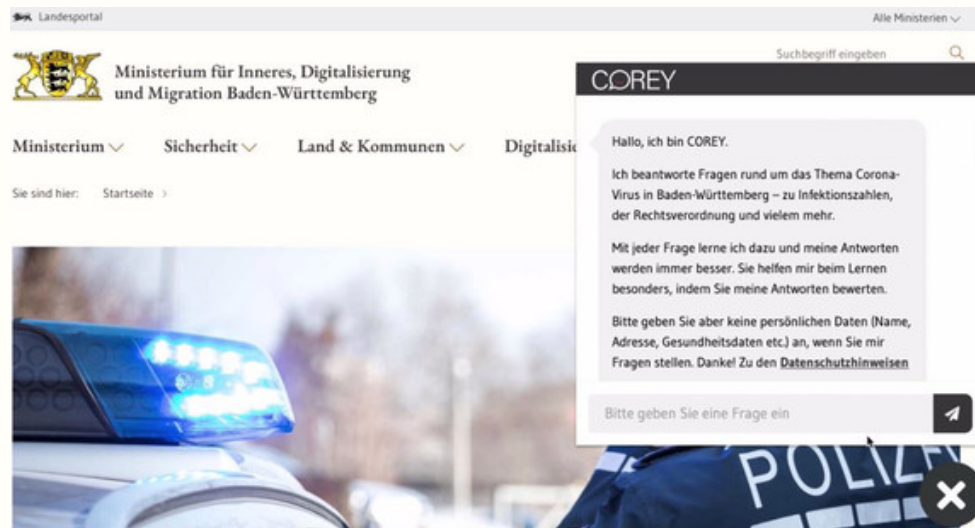 Landesportal
Alle Ministerien
Suchbegriff eingeben
Ministerium für Inneres, Digitalisierung
und Migration Baden-Württemberg
Ministerium
Sicherheit
Land & Kommunen
Digitalisie
Sie sind hier:
Startseite
COREY
Hallo, ich bin COREY.
Ich beantworte Fragen rund um das Thema Corona-
Virus in Baden-Württemberg – zu Infektionszahlen,
der Rechtsverordnung und vielem mehr.
Mit jeder Frage lerne ich dazu und meine Antworten
werden immer besser. Sie helfen mir beim Lernen
besonders, indem Sie meine Antworten bewerten.
Bitte geben Sie aber keine persönlichen Daten (Name,
Adresse, Gesundheitsdaten etc.) an, wenn Sie mir
Fragen stellen. Danke! Zu den Datenschutzhinweisen
Bitte geben Sie eine Frage ein
POLIZEI